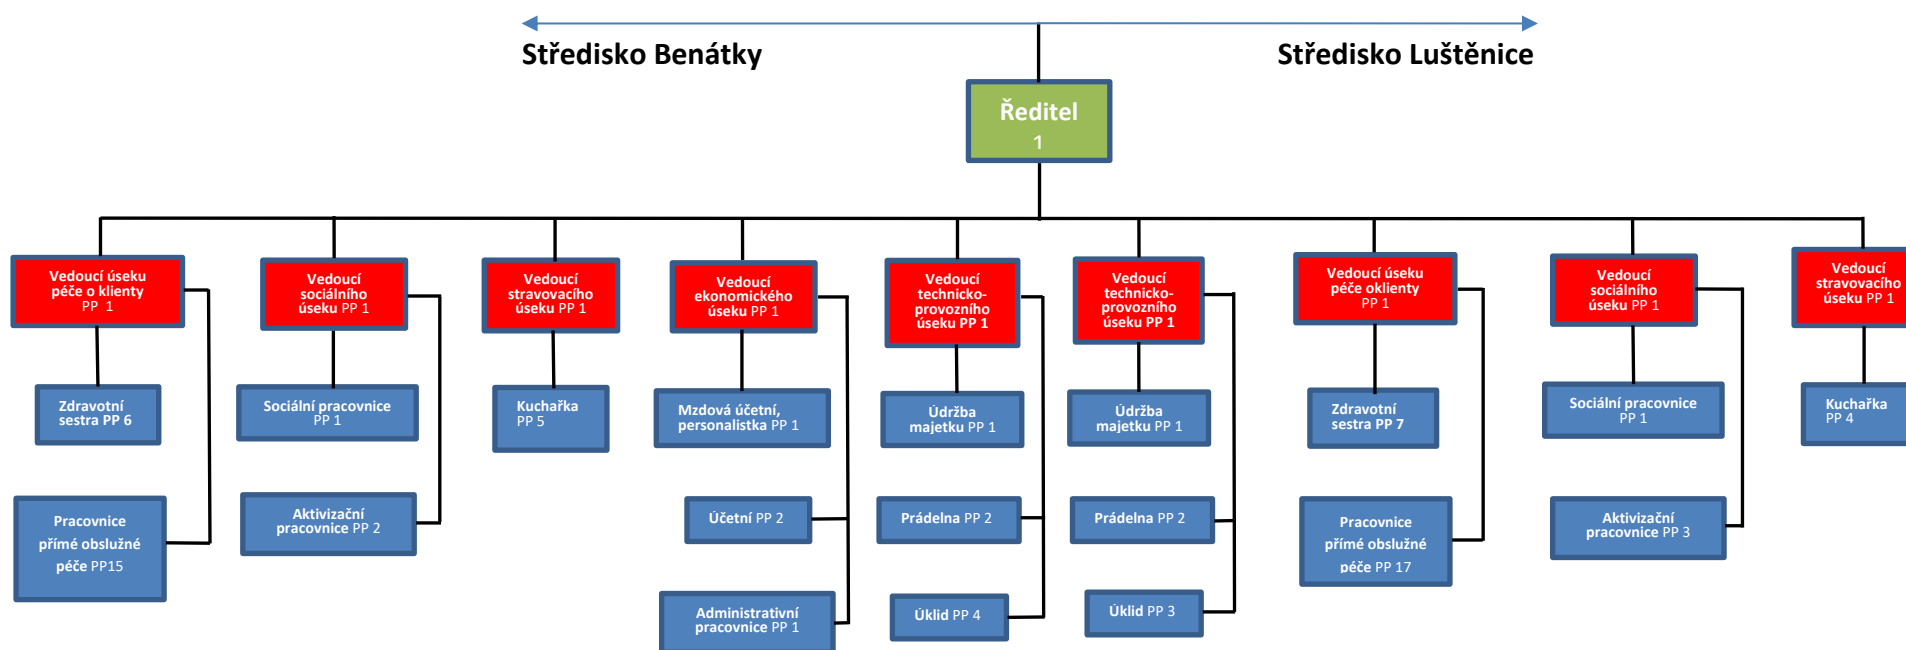 Středisko Benátky
Středisko Luštěnice
Ředitel
1
Vedoucí úseku
péče o klienty
PP 1
Vedoucí
sociálního
úseku PP 1
Vedoucí
stravovacího
úseku PP 1
Vedoucí
ekonomického
úseku PP 1
Vedoucí
technicko-
provozního
úseku PP 1
Vedoucí
technicko-
provozního
úseku PP 1
Vedoucí úseku
péče oklienty
PP 1
Vedoucí
sociálního
úseku PP 1
Vedoucí
stravovacího
úseku PP 1
Zdravotní
sestra PP 6
Sociální pracovnice
PP 1
Kuchařka
PP 5
Mzdová účetní,
personalistka PP 1
Údržba
majetku PP 1
Údržba
majetku PP 1
Zdravotní
sestra PP 7
Sociální pracovnice
PP 1
Kuchařka
PP 4
Pracovnice
přímé obslužné
péče PP15
Aktivizační
pracovnice PP 2
Účetní PP 2
Prádelna PP 2
Prádelna PP 2
Pracovnice
přímé obslužné
péče PP 17
Aktivizační
pracovnice PP 3
Administrativní
pracovnice PP 1
Úklid PP 4
Úklid PP 3